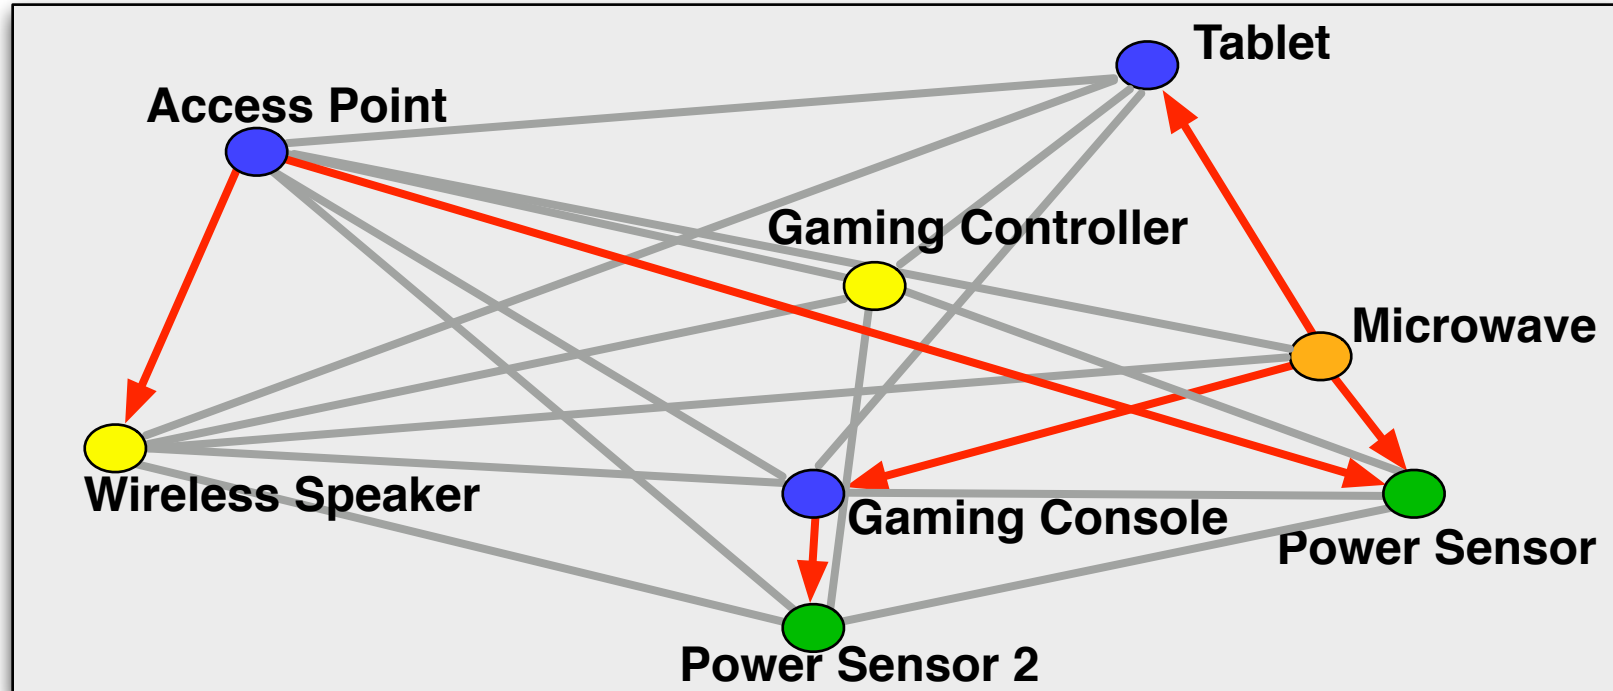 Tablet
Access Point
Gaming Controller
Microwave
Wireless Speaker
Gaming Console
Power Sensor
Power Sensor 2